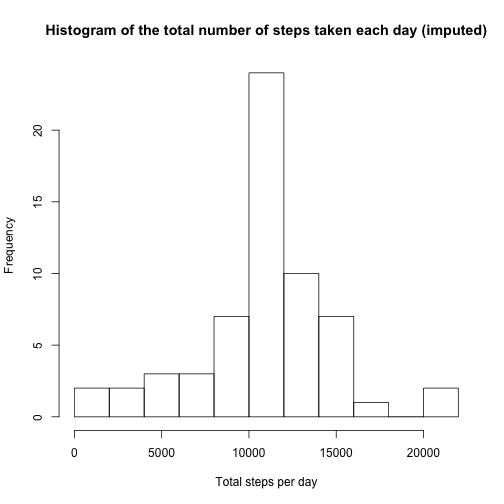 Histogram of the total number of steps taken each day (imputed)
20
15
10
5
0
Frequency
0 5000 10000 15000 20000
Total steps per day